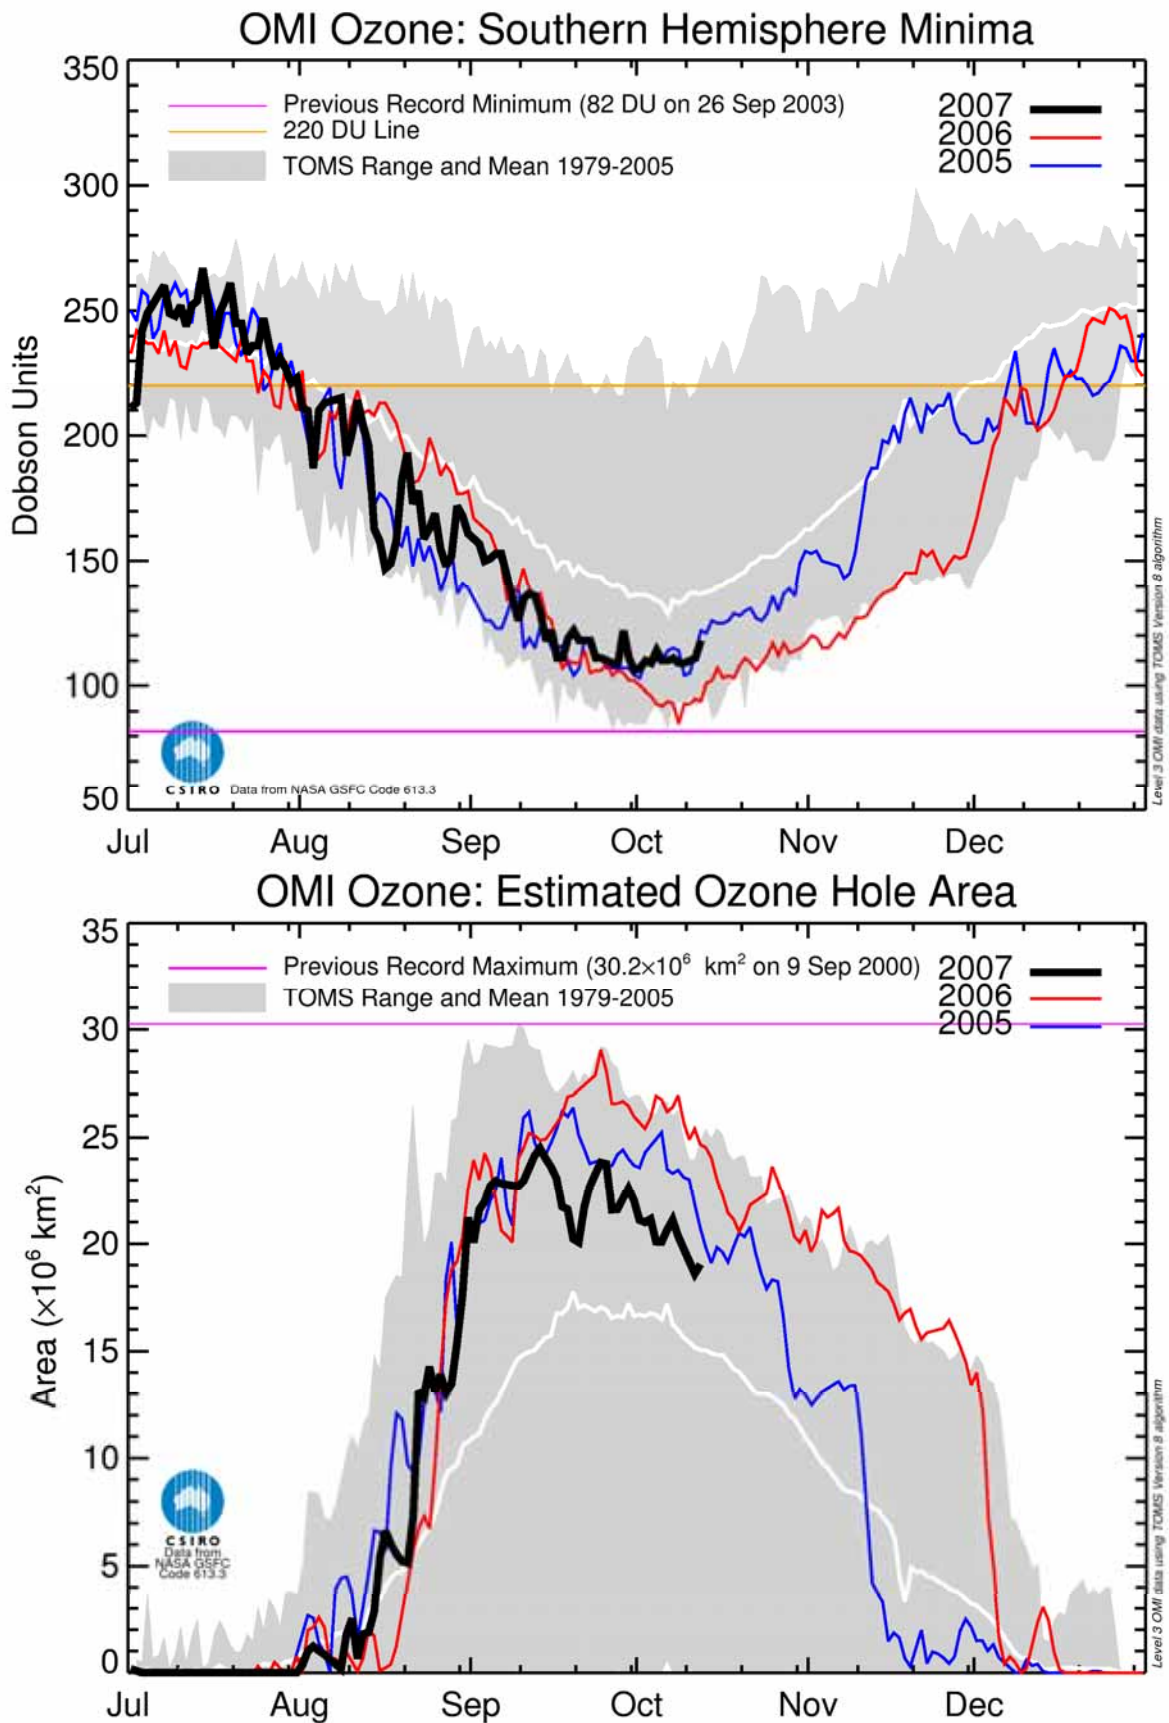 OMI Ozone: Southern Hemisphere Minima
350
300
250
200
150
100
50
Dobson Units
Previous Record Minimum (82 DU on 26 Sep 2003)
220 DU Line
TOMS Range and Mean 1979-2005
2007
2006
2005
CSIRO
Data from NASA GSFC Code 613.3
Level 3 OMI data using TOMS Version 8 algorithm
Jul Aug Sep Oct Nov Dec
OMI Ozone: Estimated Ozone Hole Area
35
30
25
20
15
10
5
0
Area (×10⁶ km²)
Previous Record Maximum (30.2×10⁶ km² on 9 Sep 2000)
TOMS Range and Mean 1979-2005
2007
2006
2005
CSIRO
Data from
NASA GSFC
Code 613.3
Level 3 OMI data using TOMS Version 8 algorithm
Jul Aug Sep Oct Nov Dec